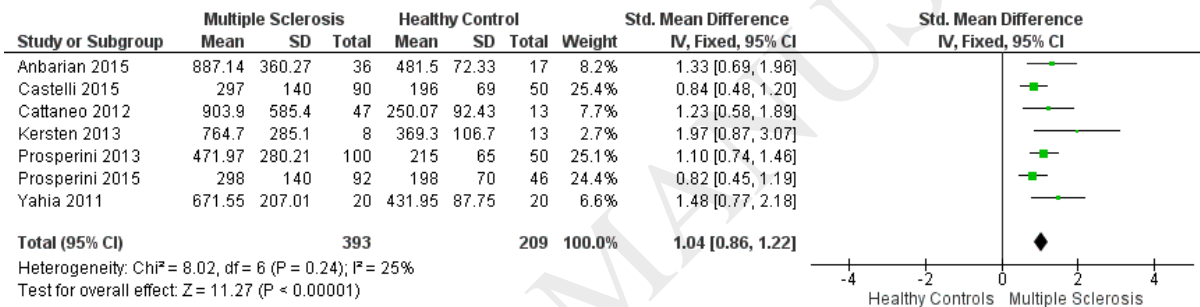 Multiple Sclerosis Healthy Control Std. Mean Difference Std. Mean Difference
Study or Subgroup Mean SD Total Mean SD Total Weight IV, Fixed, 95% CI IV, Fixed, 95% CI
Anbarian 2015 887.14 360.27 36 481.5 72.33 17 8.2% 1.33 [0.69, 1.96]
Castelli 2015 297 140 90 196 69 50 25.4% 0.84 [0.48, 1.20]
Cattaneo 2012 903.9 585.4 47 250.07 92.43 13 7.7% 1.23 [0.58, 1.89]
Kersten 2013 764.7 285.1 8 369.3 106.7 13 2.7% 1.97 [0.87, 3.07]
Prosperini 2013 471.97 280.21 100 215 65 50 25.1% 1.10 [0.74, 1.46]
Prosperini 2015 298 140 92 198 70 46 24.4% 0.82 [0.45, 1.19]
Yahia 2011 671.55 207.01 20 431.95 87.75 20 6.6% 1.48 [0.77, 2.18]
Total (95% CI) 393 209 100.0% 1.04 [0.86, 1.22]
Heterogeneity: Chi² = 8.02, df = 6 (P = 0.24); I² = 25%
Test for overall effect: Z = 11.27 (P < 0.00001)
-4 -2 0 2 4
Healthy Controls Multiple Sclerosis